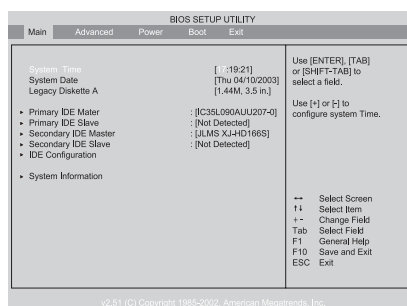 BIOS SETUP UTILITY
Main Advanced Power Boot Exit
System Time [17:19:21]
System Date [Thu 04/10/2003]
Legacy Diskette A [1.44M, 3.5 in.]
▸ Primary IDE Mater : [IC35L090AUU207-0]
▸ Primary IDE Slave : [Not Detected]
▸ Secondary IDE Master : [JLMS XJ-HD166S]
▸ Secondary IDE Slave : [Not Detected]
▸ IDE Configuration
▸ System Information
Use [ENTER], [TAB]
or [SHIFT-TAB] to
select a field.
Use [+] or [-] to
configure system Time.
↔ Select Screen
↑↓ Select Item
+- Change Field
Tab Select Field
F1 General Help
F10 Save and Exit
ESC Exit
v2.51 (C) Copyright 1985-2002, American Megatrends, Inc.